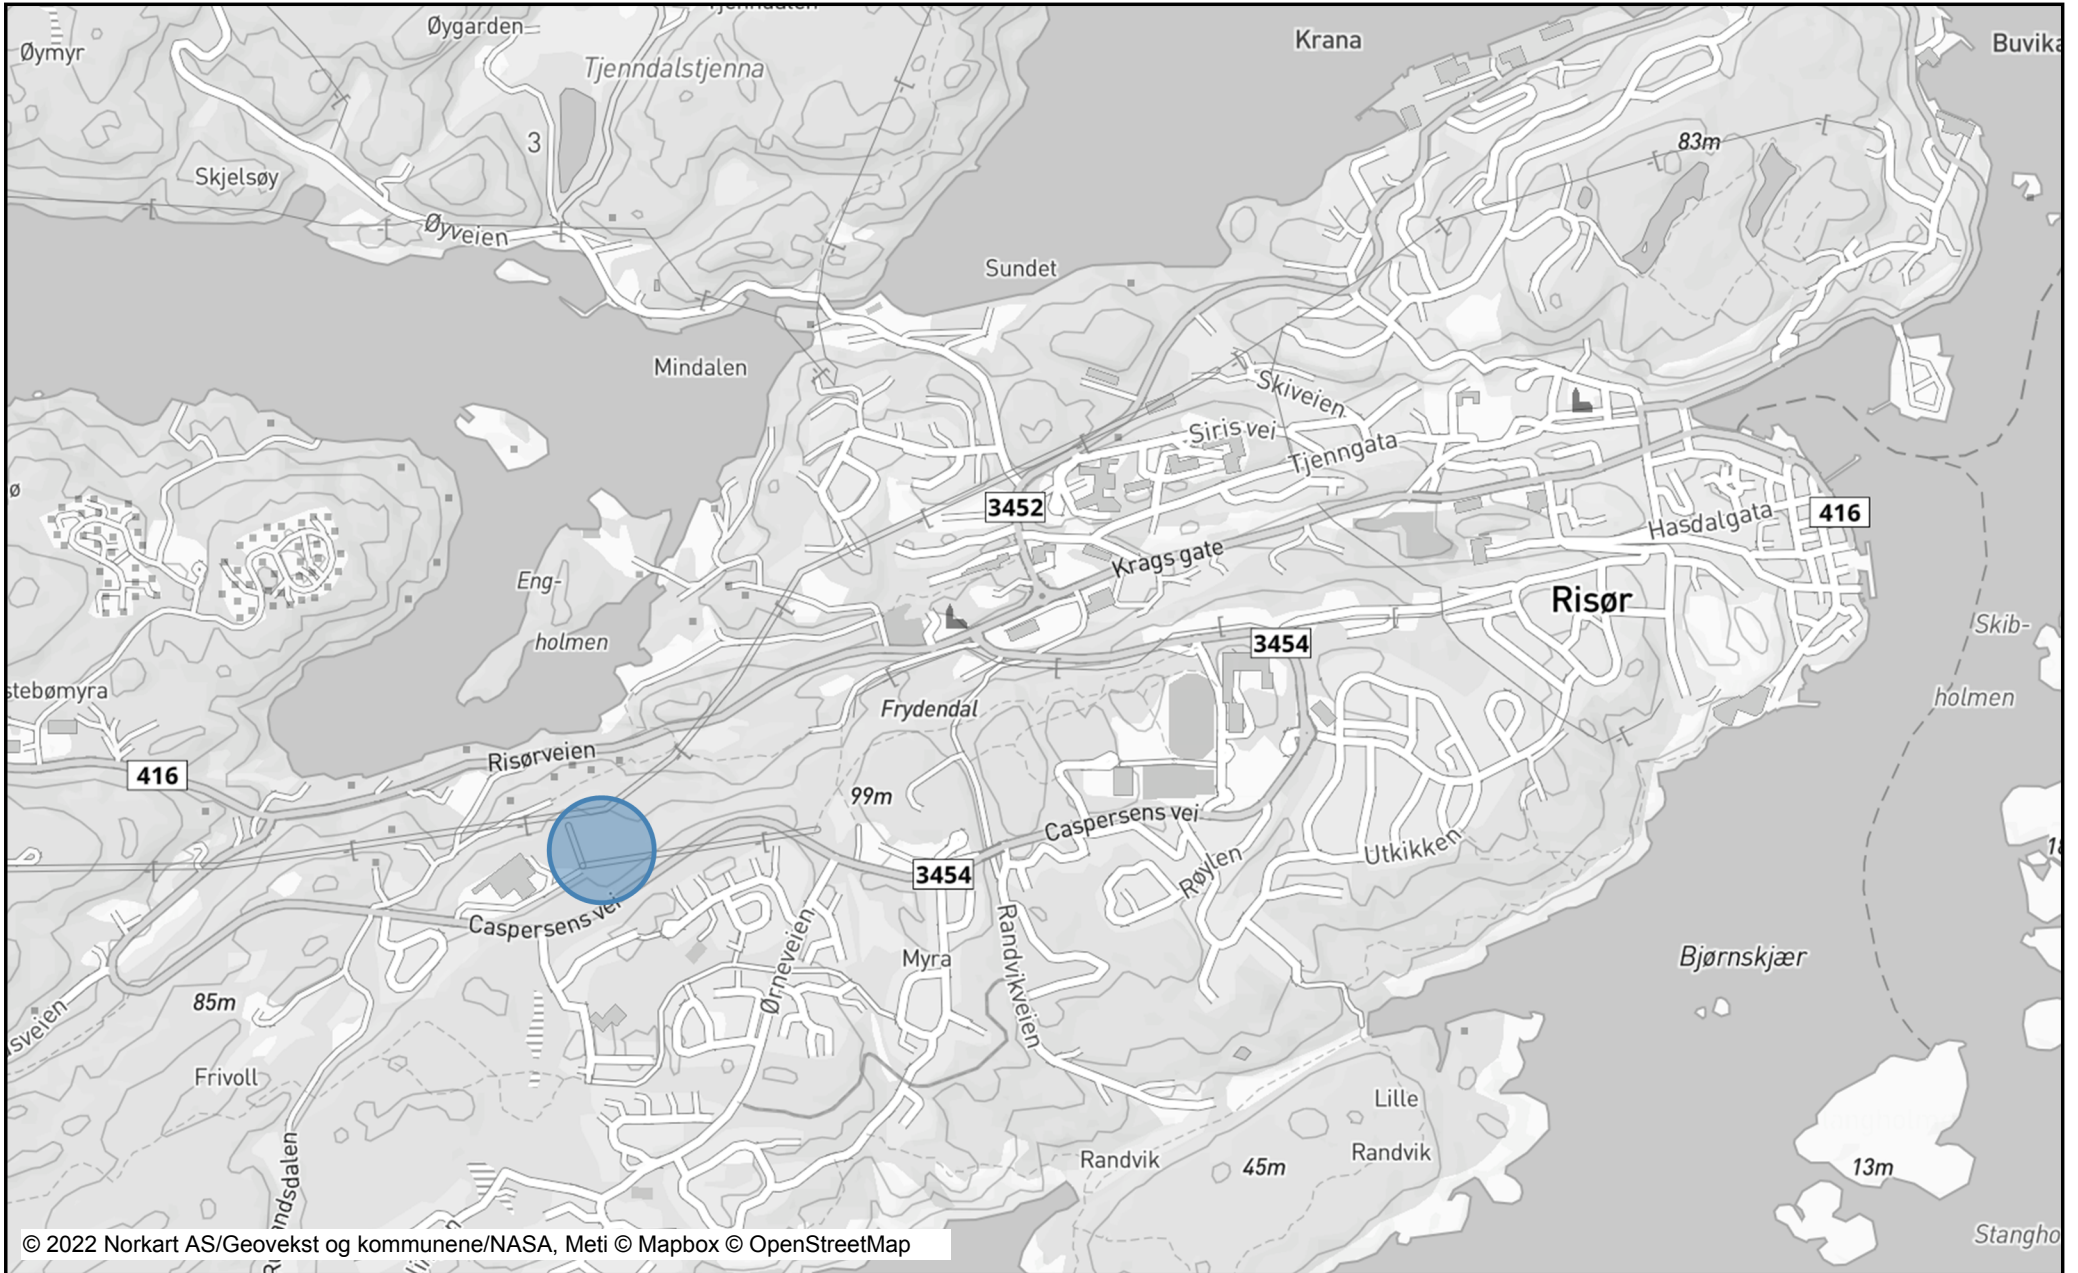 Øygarden
Krana
Buvika
Øymyr
Tjenndalstjenna
3
83m
Skjelsøy
Øyveien
Sundet
Mindalen
Skiveien
Siris vei
Tjenngata
3452
416
Hasdalgata
Krags gate
Eng-
holmen
Risør
Skib-
holmen
3454
stebømyra
Frydendal
Risørveien
416
99m
Caspersens vei
Utkikken
Røylen
3454
Caspersens vei
Ørneveien
Randvikveien
Myra
Bjørnskjær
85m
isveien
Frivoll
Lille
Randvik
Randvik
45m
13m
ndsdalen
Stangho
© 2022 Norkart AS/Geovekst og kommunene/NASA, Meti © Mapbox © OpenStreetMap